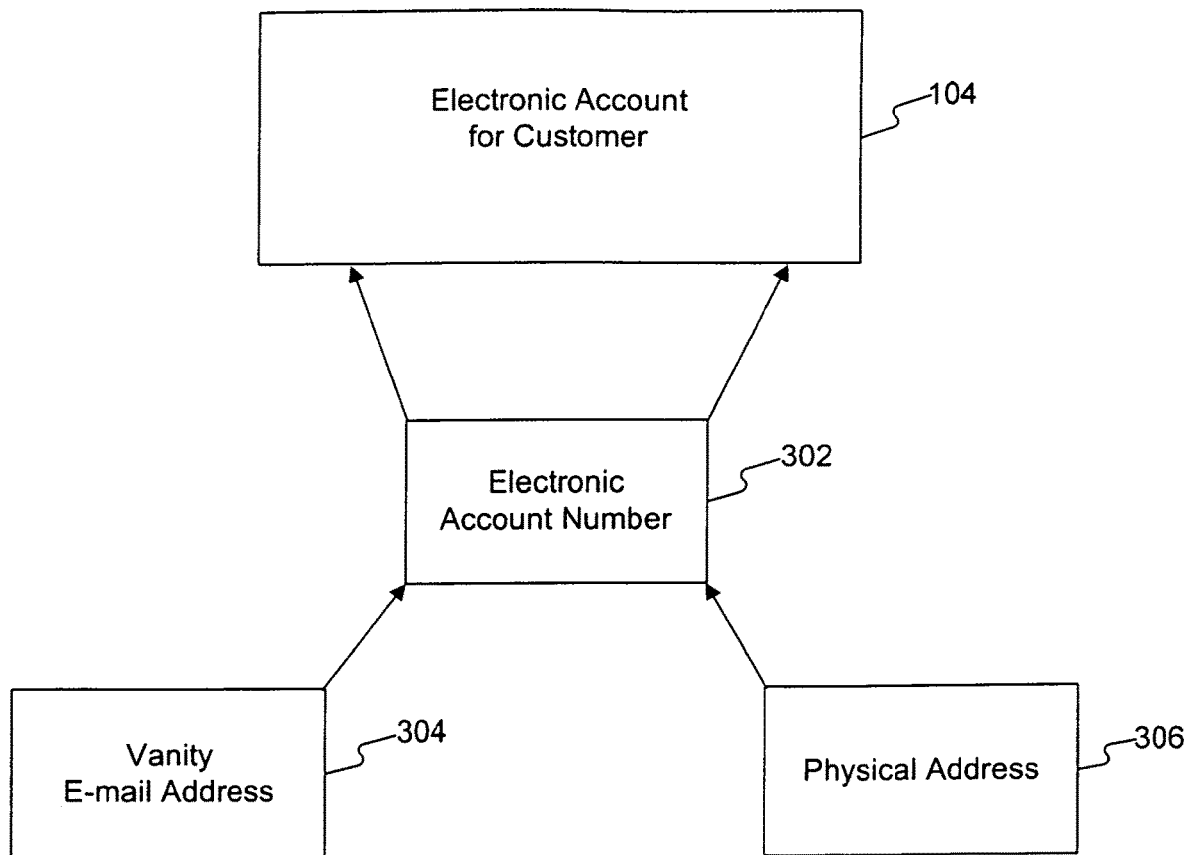 Electronic Account
for Customer
104
Electronic
Account Number
302
Vanity
E-mail Address
304
Physical Address
306